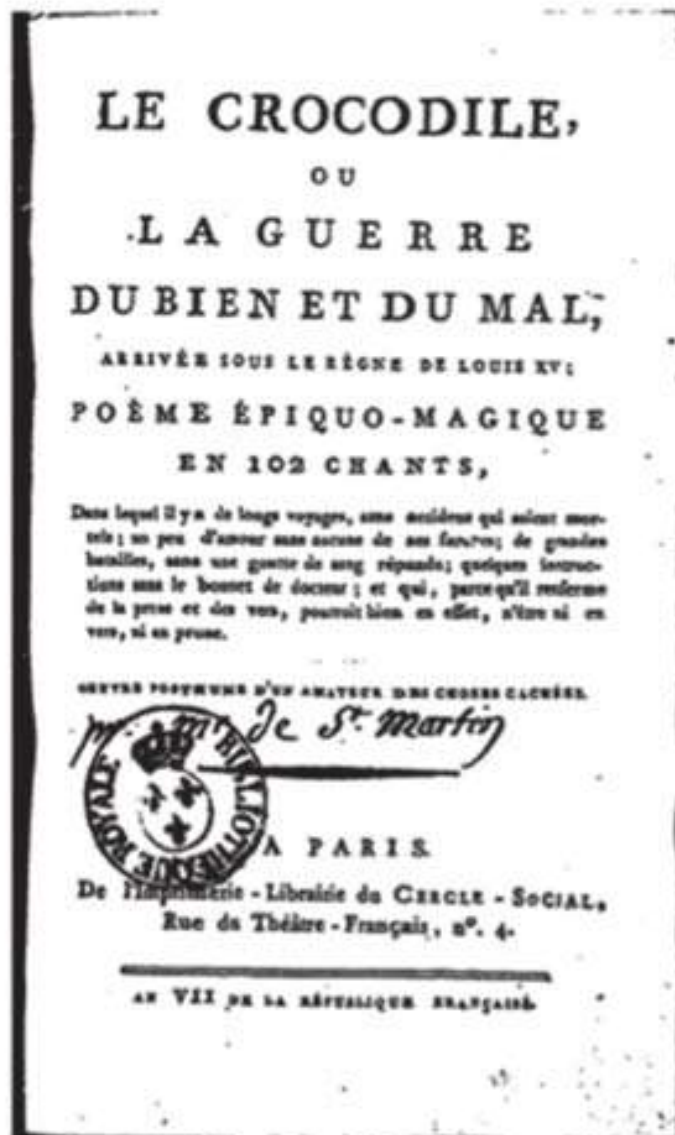 LE CROCODILE,
OU
LA GUERRE
DU BIEN ET DU MAL,
ARRIVÉE SOUS LE RÈGNE DE LOUIS XV;
POÈME ÉPIQUO-MAGIQUE
EN 102 CHANTS,
Dans lequel il y a de longs voyages, sans accidens qui soient mor-
tels; un peu d'amour sans aucune de ses fureurs; de grandes
batailles, sans une goutte de sang répandu; quelques instruc-
tions sans le bonnet de docteur; et qui, parce qu'il renferme
de la prose et des vers, pourroit bien en effet, n'être ni en
vers, ni en prose.
OEUVRE POSTHUME D'UN AMATEUR DES CHOSES CACHÉES.
de St. Martin
BIBLIOTHEQUE ROYALE
A PARIS.
De l'Imprimerie-Librairie du CERCLE-SOCIAL,
Rue du Théâtre-Français, nº. 4.
AN VII DE LA RÉPUBLIQUE FRANÇAISE.